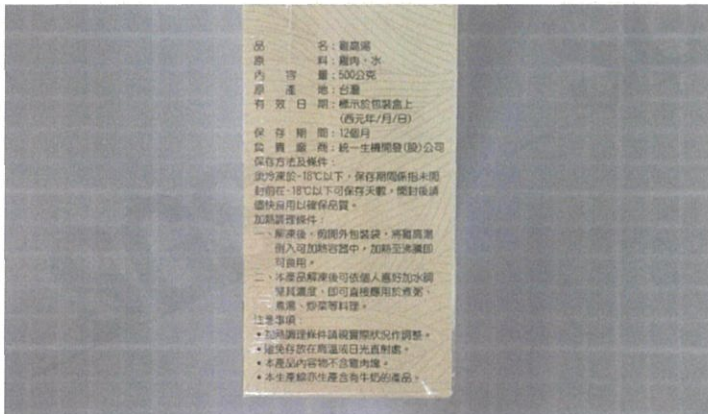 品名：雞高湯
原料：雞肉、水
內容量：500公克
原產地：台灣
有效日期：標示於包裝盒上
(西元年/月/日)
保存期間：12個月
負責廠商：統一生機開發(股)公司
保存方法及條件：
需冷凍於-18℃以下，保存期間係指未開
封前在-18℃以下可保存天數，開封後請
儘快食用以確保品質。
加熱調理條件：
一、解凍後，剪開外包裝袋，將雞高湯
倒入可加熱容器中，加熱至沸騰即
可食用。
二、本產品解凍後可依個人喜好加水調
整其濃度，即可直接應用於煮粥、
煮湯、炒菜等料理。
注意事項：
•加熱調理條件請視實際狀況作調整。
•避免存放在高溫或日光直射處。
•本產品內容物不含雞肉塊。
•本生產線亦生產含有牛奶的產品。